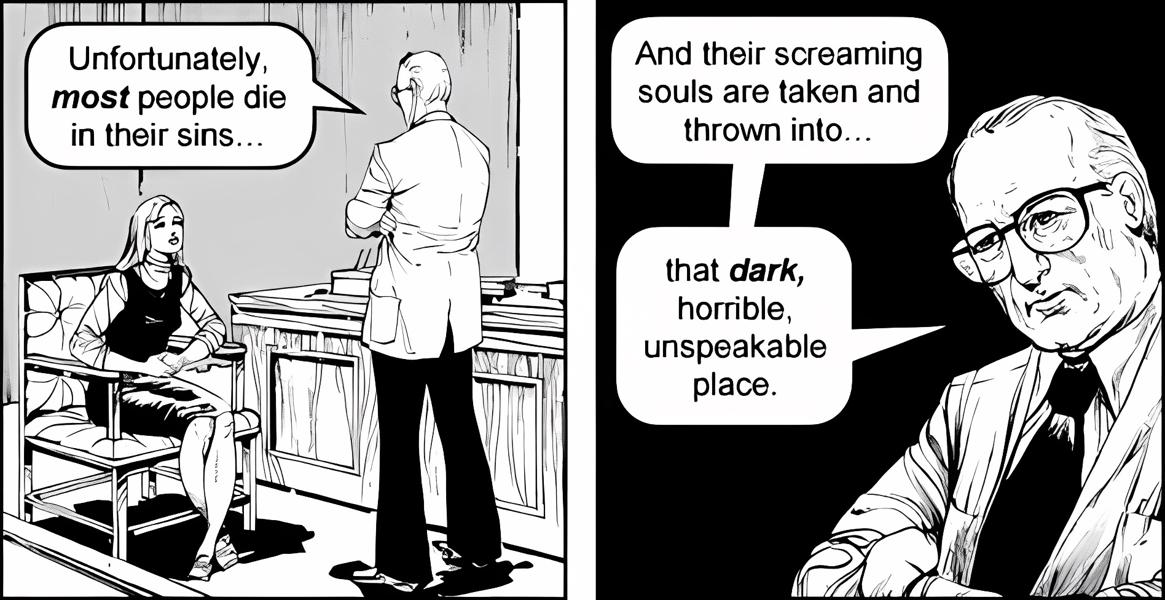 Unfortunately,
most people die
in their sins...
And their screaming
souls are taken and
thrown into...
that dark,
horrible,
unspeakable
place.